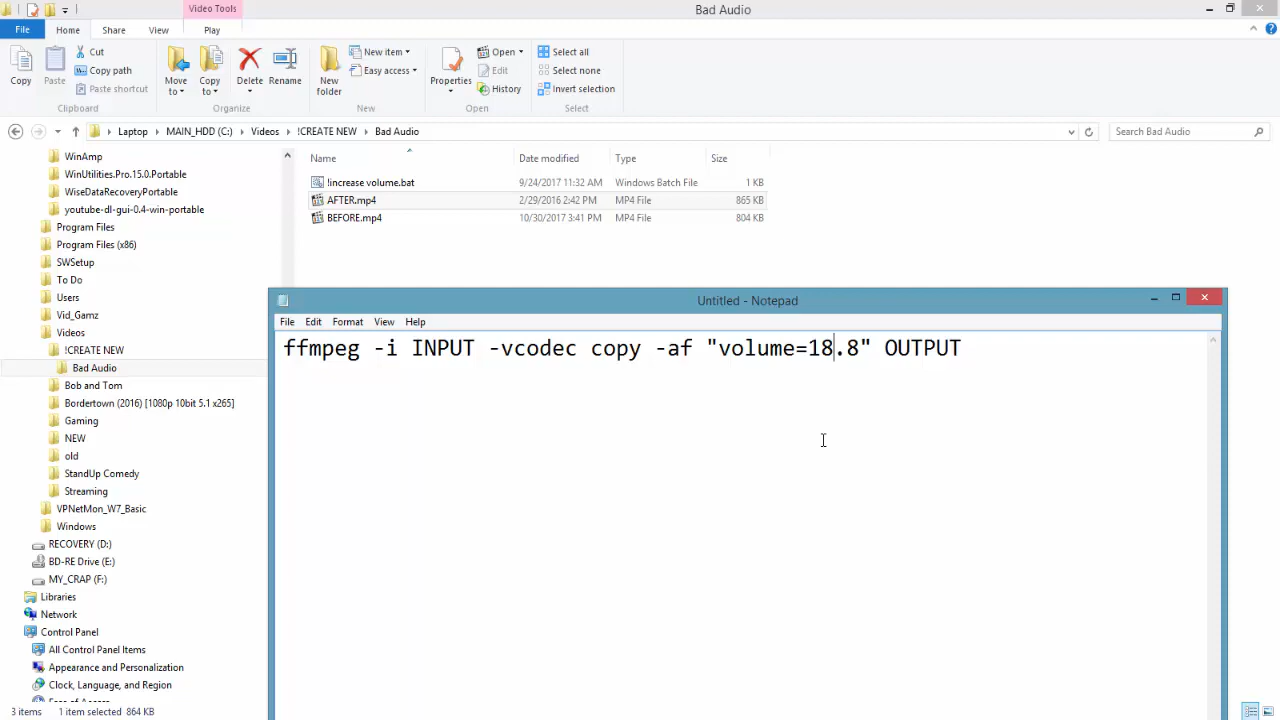 Video Tools
Bad Audio
File Home Share View Play
Copy
Paste
Cut
Copy path
Paste shortcut
Clipboard
Move to
Copy to
Delete
Rename
Organize
New folder
New item
Easy access
New
Properties
Open
Edit
History
Open
Select all
Select none
Invert selection
Select
Laptop MAIN_HDD (C:) Videos !CREATE NEW Bad Audio
Search Bad Audio
WinAmp
WinUtilities.Pro.15.0.Portable
WiseDataRecoveryPortable
youtube-dl-gui-0.4-win-portable
Program Files
Program Files (x86)
SWSetup
To Do
Users
Vid_Gamz
Videos
!CREATE NEW
Bad Audio
Bob and Tom
Bordertown (2016) [1080p 10bit 5.1 x265]
Gaming
NEW
old
StandUp Comedy
Streaming
VPNetMon_W7_Basic
Windows
RECOVERY (D:)
BD-RE Drive (E:)
MY_CRAP (F:)
Libraries
Network
Control Panel
All Control Panel Items
Appearance and Personalization
Clock, Language, and Region
Name Date modified Type Size
!increase volume.bat 9/24/2017 11:32 AM Windows Batch File 1 KB
AFTER.mp4 2/29/2016 2:42 PM MP4 File 865 KB
BEFORE.mp4 10/30/2017 3:41 PM MP4 File 804 KB
Untitled - Notepad
File Edit Format View Help
ffmpeg -i INPUT -vcodec copy -af "volume=18.8" OUTPUT
3 items 1 item selected 864 KB